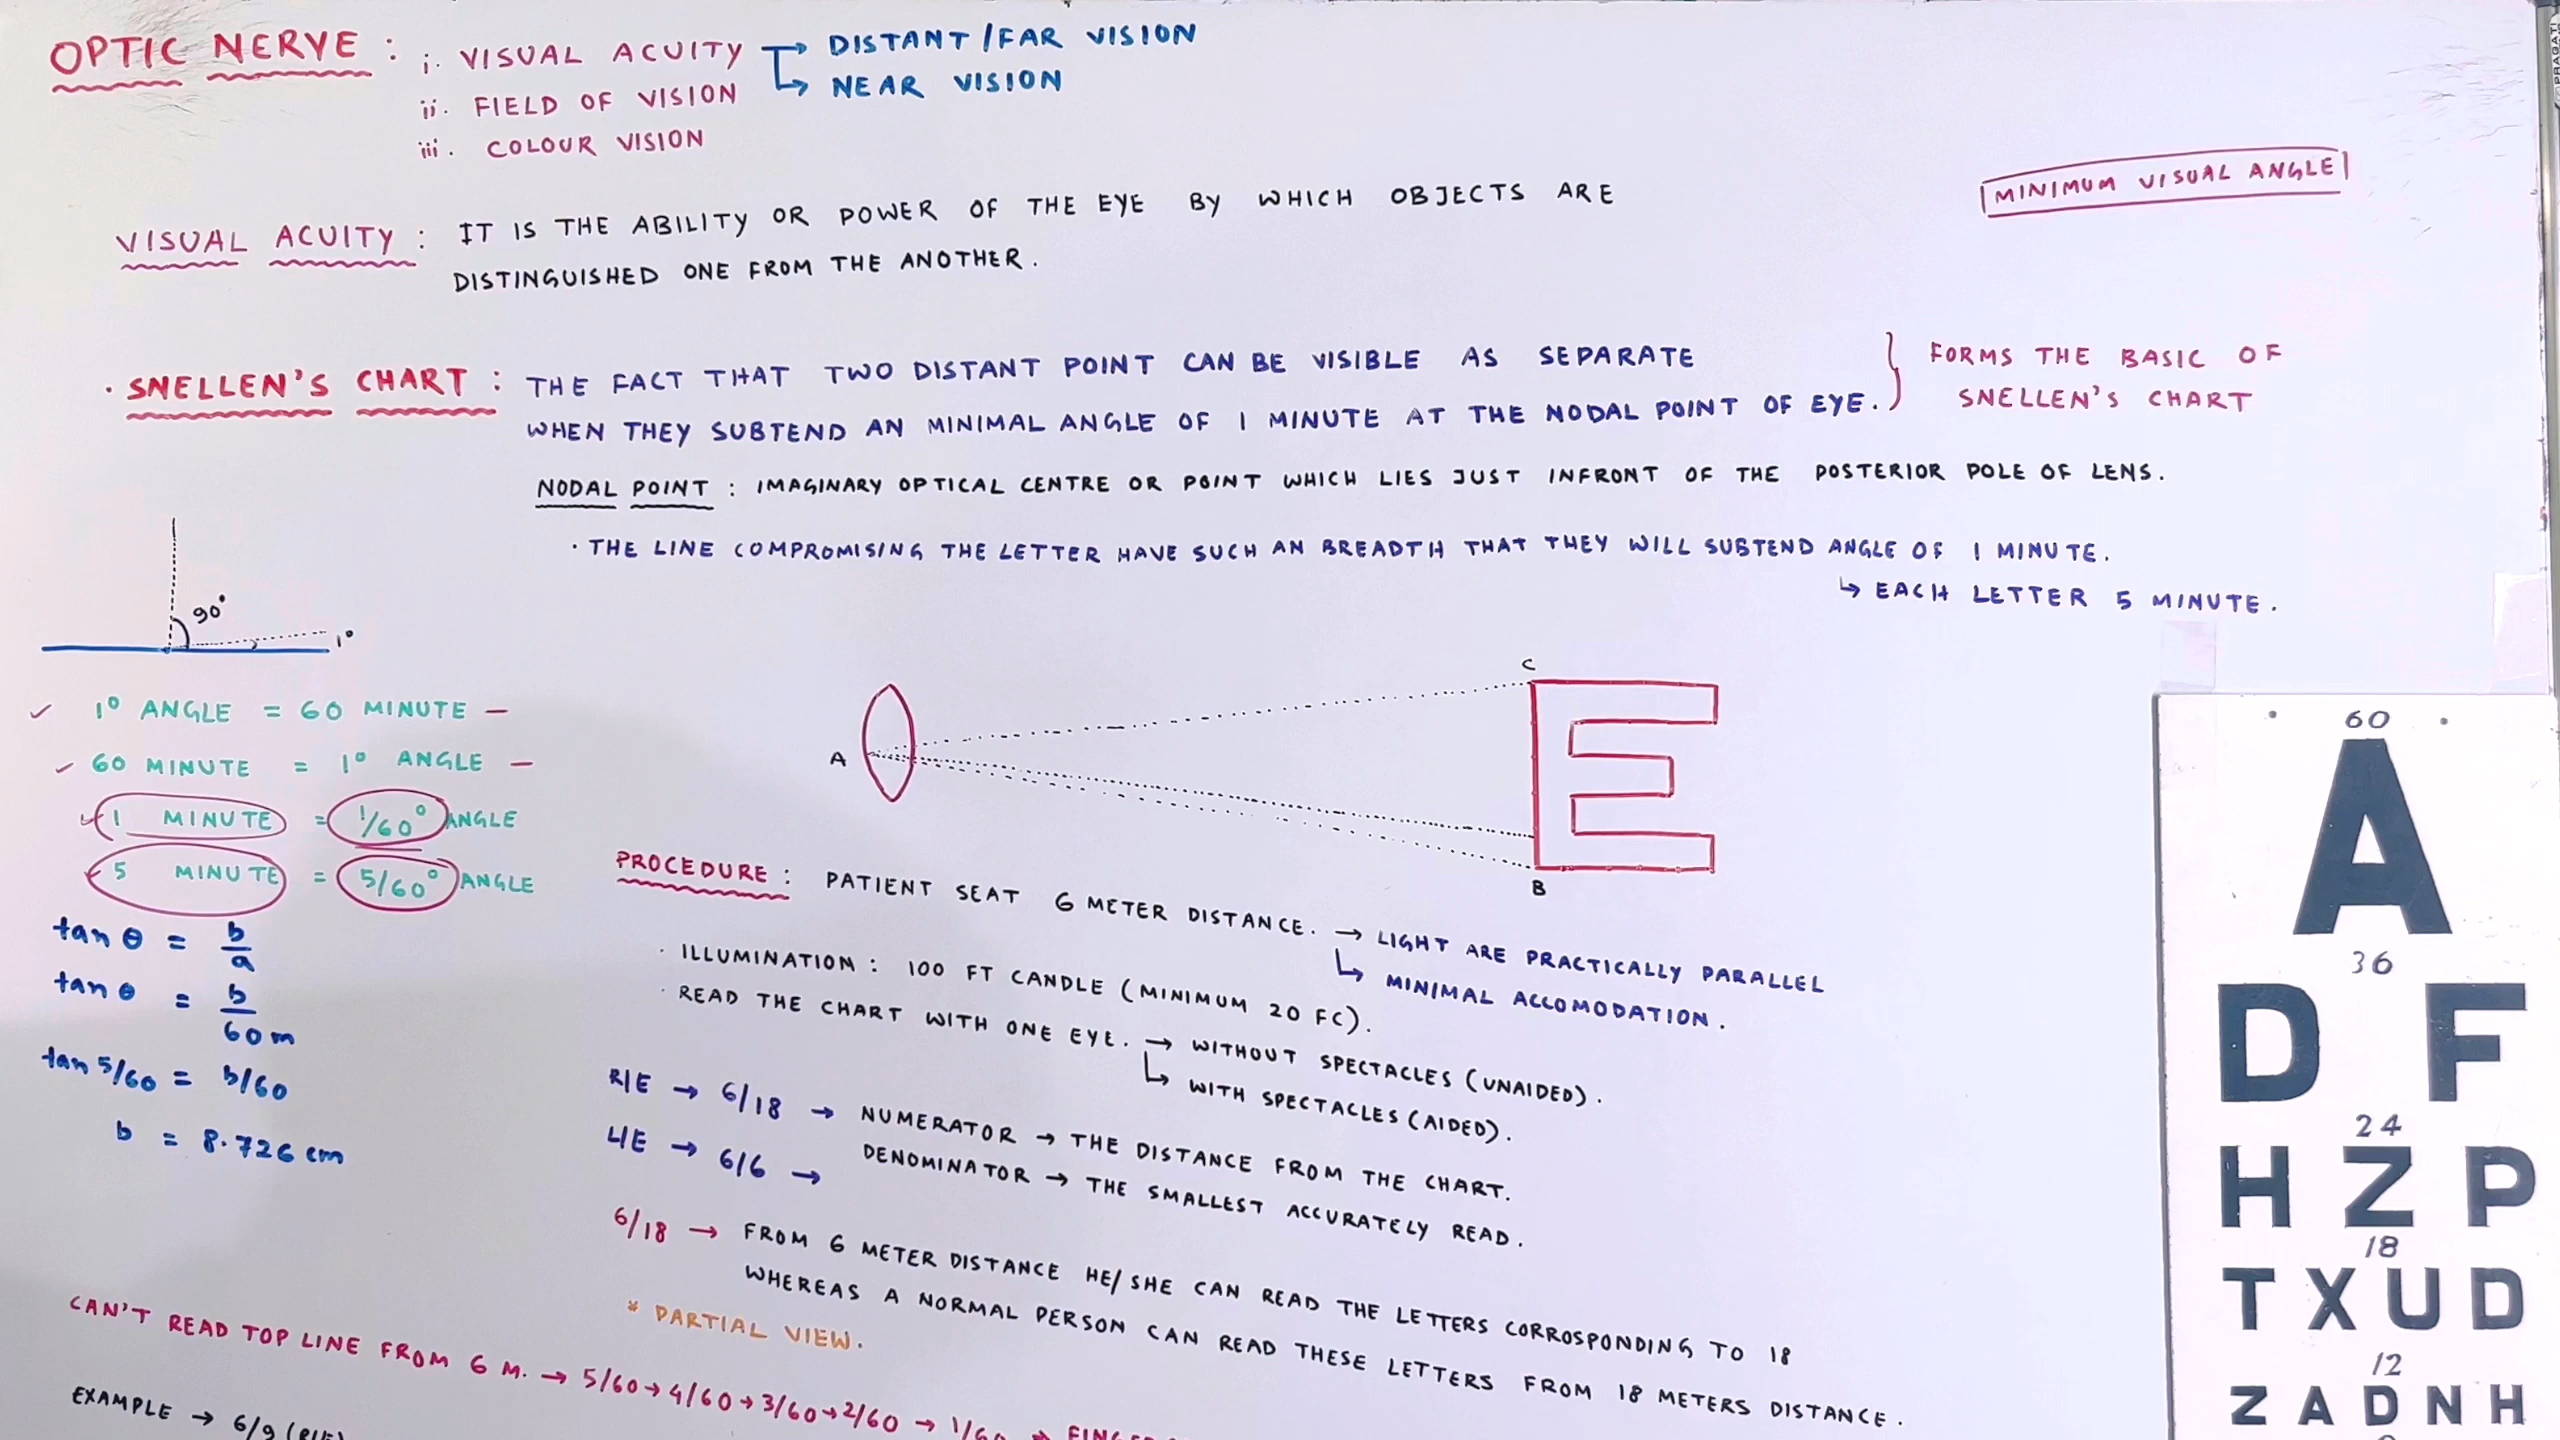 OPTIC NERVE : i. VISUAL ACUITY → DISTANT/FAR VISION
↳ NEAR VISION
ii. FIELD OF VISION
iii. COLOUR VISION
MINIMUM VISUAL ANGLE
VISUAL ACUITY : IT IS THE ABILITY OR POWER OF THE EYE BY WHICH OBJECTS ARE
DISTINGUISHED ONE FROM THE ANOTHER.
· SNELLEN'S CHART : THE FACT THAT TWO DISTANT POINT CAN BE VISIBLE AS SEPARATE
WHEN THEY SUBTEND AN MINIMAL ANGLE OF 1 MINUTE AT THE NODAL POINT OF EYE.
} FORMS THE BASIC OF
SNELLEN'S CHART
NODAL POINT : IMAGINARY OPTICAL CENTRE OR POINT WHICH LIES JUST INFRONT OF THE POSTERIOR POLE OF LENS.
· THE LINE COMPROMISING THE LETTER HAVE SUCH AN BREADTH THAT THEY WILL SUBTEND ANGLE OF 1 MINUTE.
↳ EACH LETTER 5 MINUTE.
90°
1°
✓ 1° ANGLE = 60 MINUTE –
✓ 60 MINUTE = 1° ANGLE –
✓ 1 MINUTE = 1/60° ANGLE
✓ 5 MINUTE = 5/60° ANGLE
tan θ = b/a
tan θ = b/60 m
tan 5/60 = b/60
b = 8.726 cm
C
A
E
B
PROCEDURE : PATIENT SEAT 6 METER DISTANCE. → LIGHT ARE PRACTICALLY PARALLEL
↳ MINIMAL ACCOMODATION.
· ILLUMINATION : 100 FT CANDLE (MINIMUM 20 FC).
· READ THE CHART WITH ONE EYE. → WITHOUT SPECTACLES (UNAIDED).
↳ WITH SPECTACLES (AIDED).
R/E → 6/18 → NUMERATOR → THE DISTANCE FROM THE CHART.
L/E → 6/6 → DENOMINATOR → THE SMALLEST ACCURATELY READ.
6/18 → FROM 6 METER DISTANCE HE/SHE CAN READ THE LETTERS CORROSPONDING TO 18
WHEREAS A NORMAL PERSON CAN READ THESE LETTERS FROM 18 METERS DISTANCE.
* PARTIAL VIEW.
CAN'T READ TOP LINE FROM 6 M. → 5/60 → 4/60 → 3/60 → 2/60 → 1/60 →
EXAMPLE → 6/9 (R/E)
60
A
36
D F
24
H Z P
18
T X U D
12
Z A D N H
PRAGATI